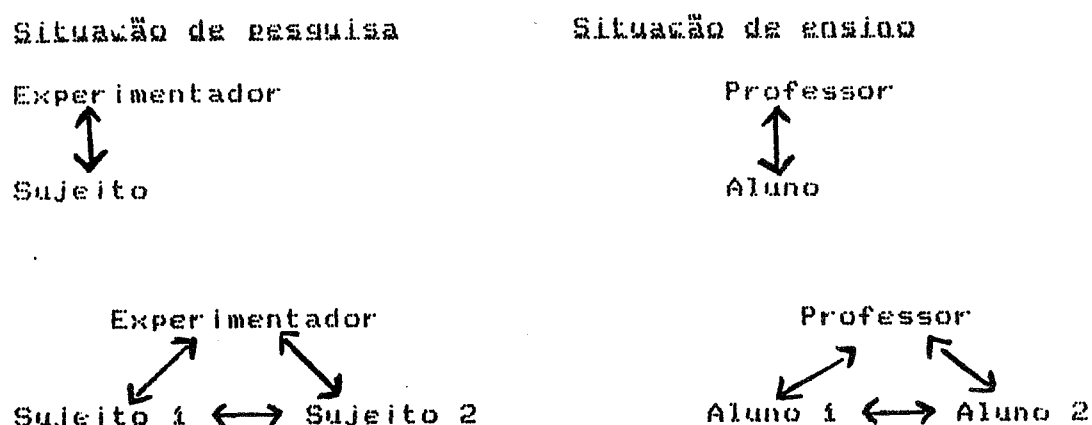 Situação de pesquisa Situação de ensino
Experimentador Professor
Sujeito Aluno
Experimentador Professor
Sujeito 1 Sujeito 2 Aluno 1 Aluno 2